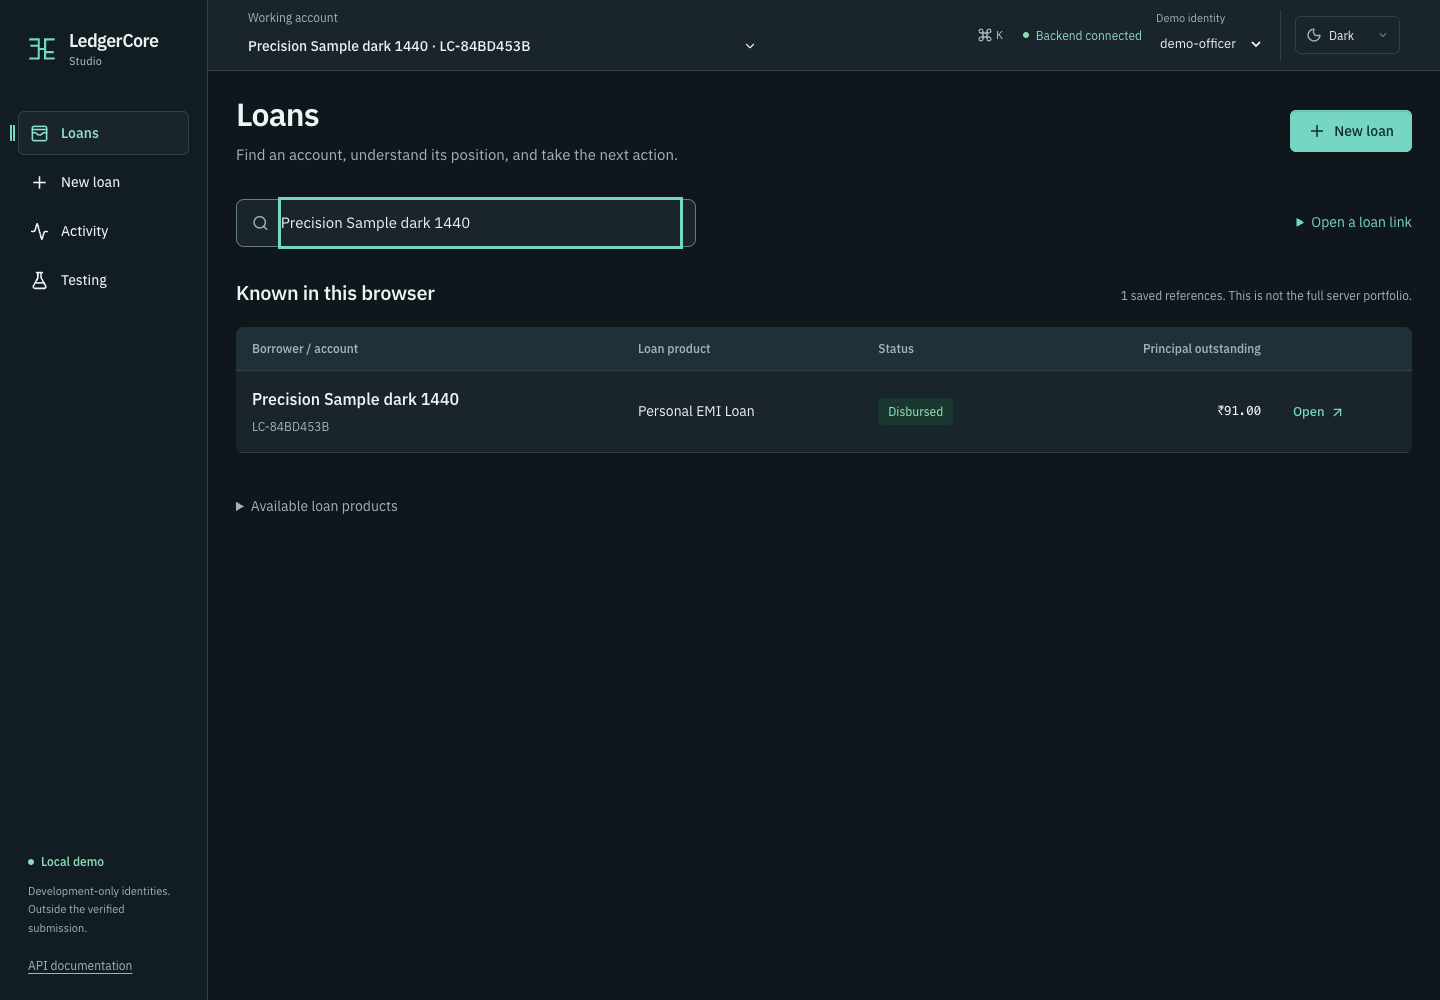 LedgerCore
Studio
Loans
New loan
Activity
Testing
Local demo
Development-only identities.
Outside the verified
submission.
API documentation
Working account
Precision Sample dark 1440 · LC-84BD453B
⌘ K
Backend connected
Demo identity
demo-officer
Dark
Loans
Find an account, understand its position, and take the next action.
New loan
Precision Sample dark 1440
Open a loan link
Known in this browser
1 saved references. This is not the full server portfolio.
Borrower / account Loan product Status Principal outstanding
Precision Sample dark 1440
LC-84BD453B
Personal EMI Loan
Disbursed
₹91.00
Open
Available loan products